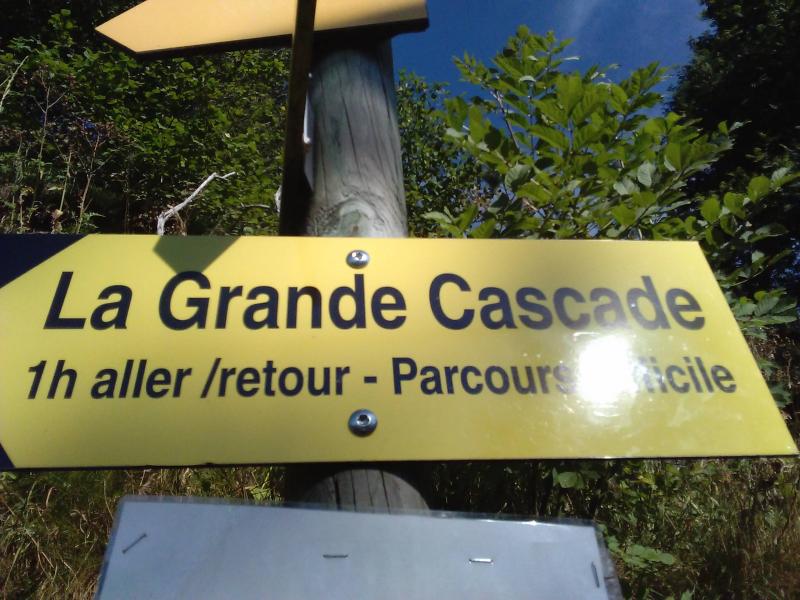 La Grande Cascade
1h aller /retour - Parcours